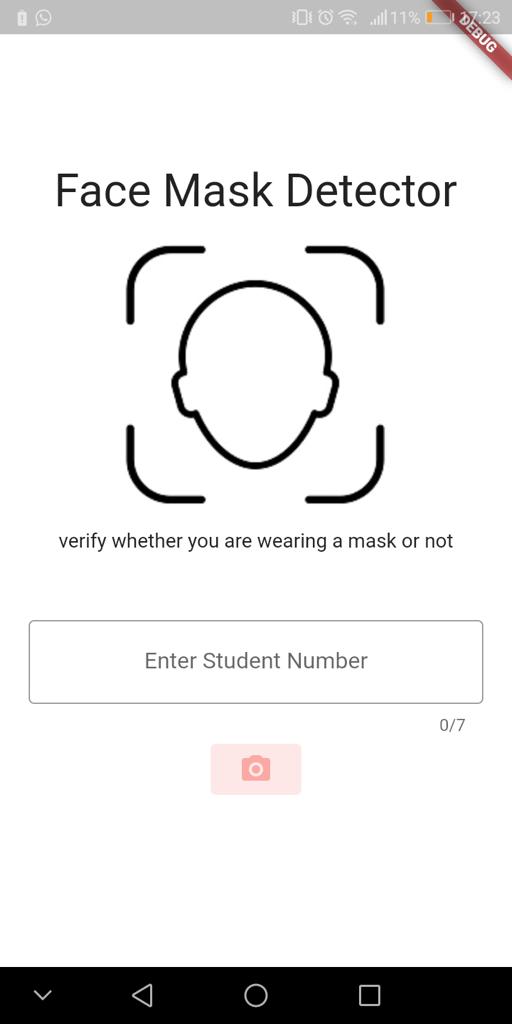 11% 17:23
DEBUG
Face Mask Detector
verify whether you are wearing a mask or not
Enter Student Number
0/7